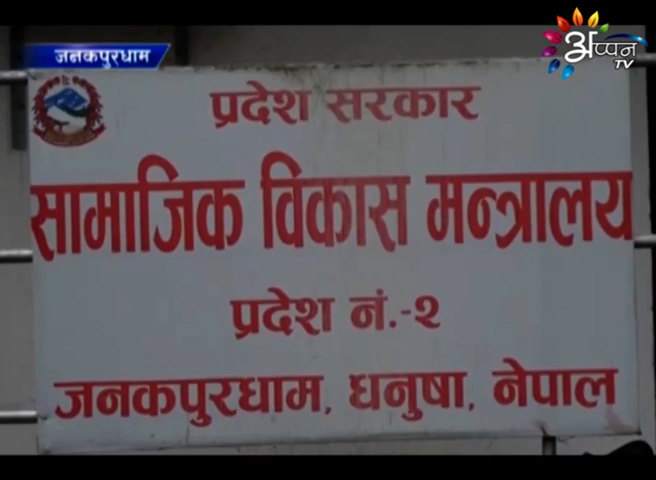 जनकपुरधाम
अप्पन
TV
प्रदेश सरकार
सामाजिक विकास मन्त्रालय
प्रदेश नं.-२
जनकपुरधाम, धनुषा, नेपाल